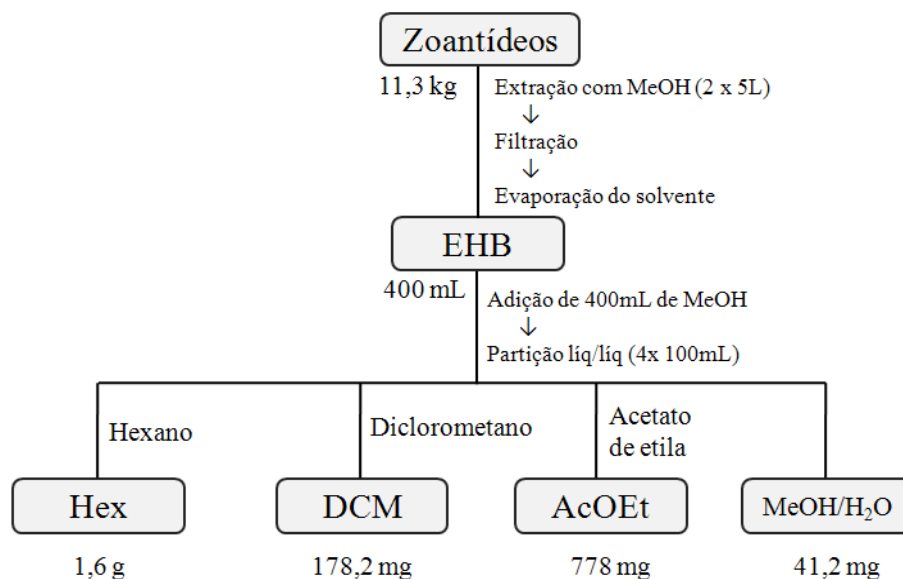 Zoantídeos
11,3 kg
Extração com MeOH (2 x 5L)
↓
Filtração
↓
Evaporação do solvente
EHB
400 mL
Adição de 400mL de MeOH
↓
Partição líq/líq (4x 100mL)
Hexano
Diclorometano
Acetato
de etila
Hex
DCM
AcOEt
MeOH/H₂O
1,6 g
178,2 mg
778 mg
41,2 mg